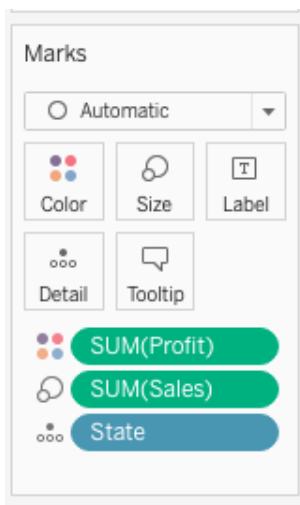 Marks
Automatic
Color Size Label
Detail Tooltip
SUM(Profit)
SUM(Sales)
State